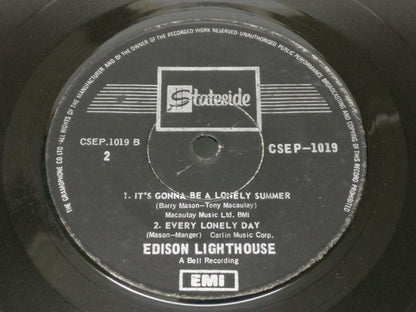 THE GRAMOPHONE CO LTD · ALL RIGHTS OF THE MANUFACTURER AND OF THE OWNER OF THE RECORDED WORK RESERVED · UNAUTHORISED PUBLIC PERFORMANCE BROADCASTING AND COPYING OF THIS RECORD PROHIBITED
Stateside
CSEP.1019 B
2
CSEP-1019
1. IT'S GONNA BE A LONELY SUMMER
(Barry Mason-Tony Macaulay)
Macaulay Music Ltd. BMI
2. EVERY LONELY DAY
(Mason-Manger) Carlin Music Corp.
EDISON LIGHTHOUSE
A Bell Recording
EMI